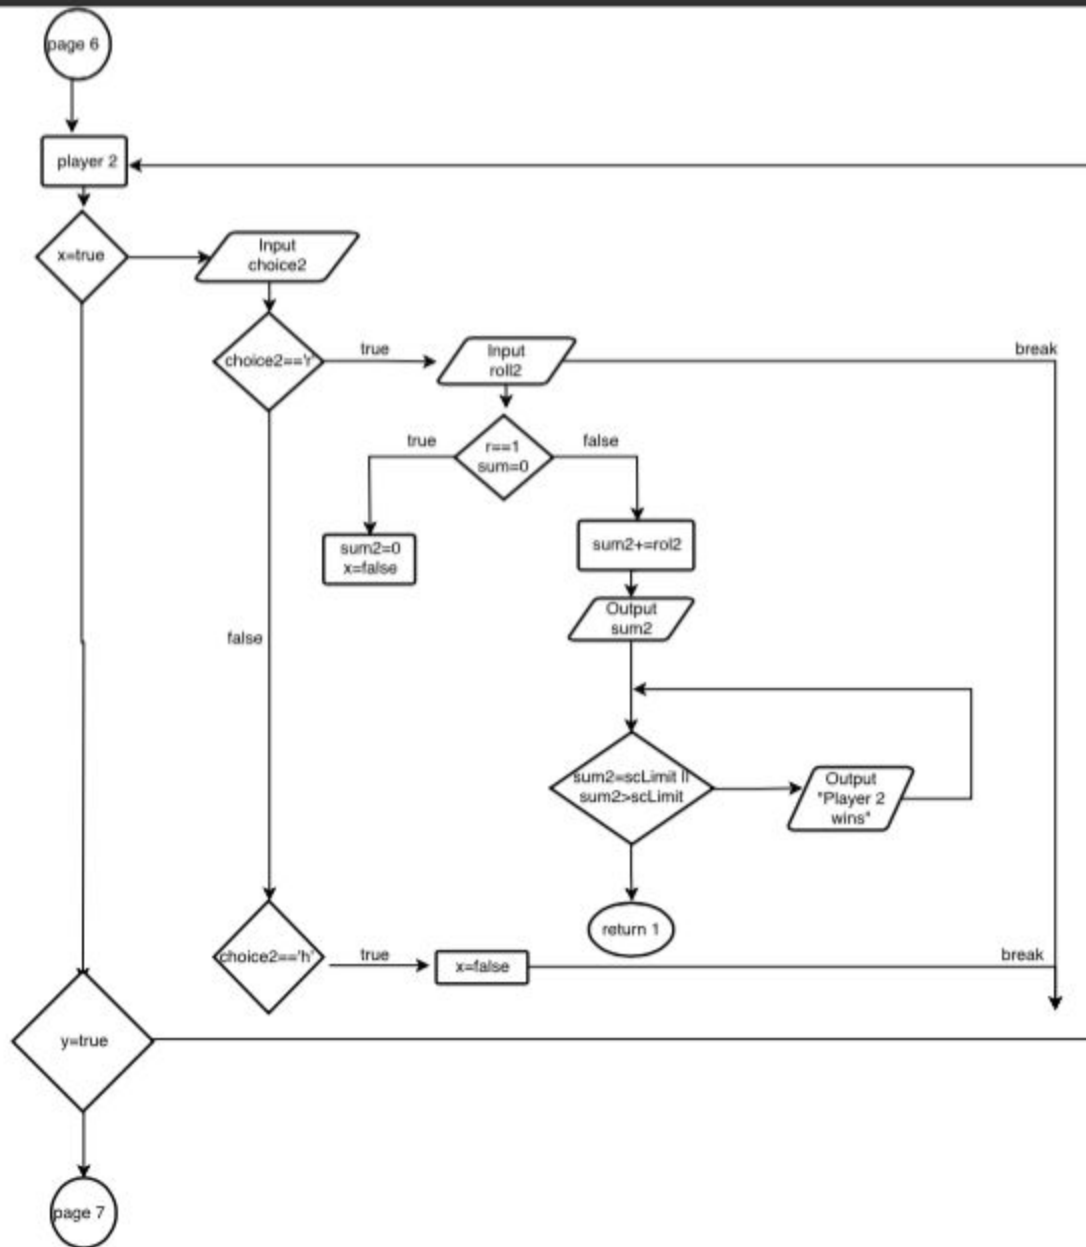 page 6
player 2
x=true
Input
choice2
choice2=='r'
true
Input
roll2
break
true
r==1
sum=0
false
sum2=0
x=false
sum2+=rol2
Output
sum2
false
sum2=scLimit ||
sum2>scLimit
Output
"Player 2
wins"
return 1
choice2=='h'
true
x=false
break
y=true
page 7